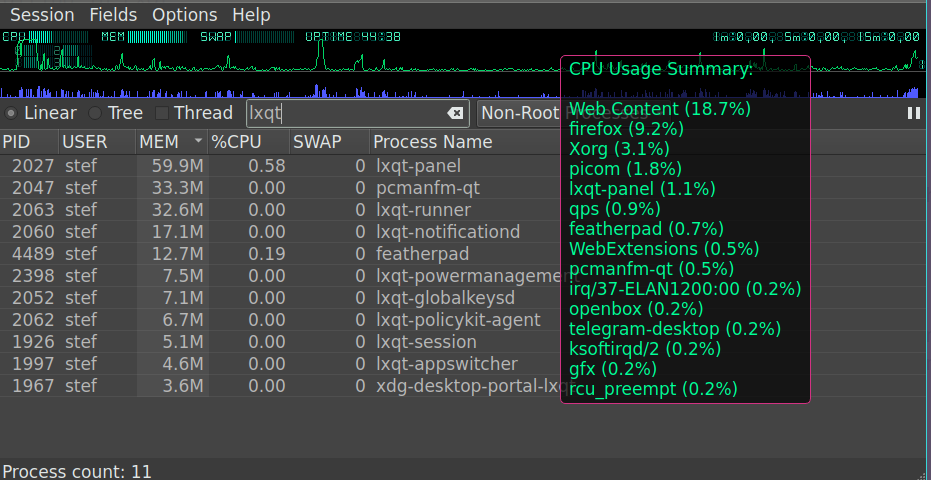 Session Fields Options Help
CPU MEM SWAP UPTIME 44:38 1m:0,00, 5m:0,00, 15m:0,00
CPU Usage Summary:
Linear Tree Thread lxqt Non-Root Processes
PID USER MEM %CPU SWAP Process Name
2027 stef 59.9M 0.58 0 lxqt-panel
2047 stef 33.3M 0.00 0 pcmanfm-qt
2063 stef 32.6M 0.00 0 lxqt-runner
2060 stef 17.1M 0.00 0 lxqt-notificationd
4489 stef 12.7M 0.19 0 featherpad
2398 stef 7.5M 0.00 0 lxqt-powermanagement
2052 stef 7.1M 0.00 0 lxqt-globalkeysd
2062 stef 6.7M 0.00 0 lxqt-policykit-agent
1926 stef 5.1M 0.00 0 lxqt-session
1997 stef 4.6M 0.00 0 lxqt-appswitcher
1967 stef 3.6M 0.00 0 xdg-desktop-portal-lxqt
Web Content (18.7%)
firefox (9.2%)
Xorg (3.1%)
picom (1.8%)
lxqt-panel (1.1%)
qps (0.9%)
featherpad (0.7%)
WebExtensions (0.5%)
pcmanfm-qt (0.5%)
irq/37-ELAN1200:00 (0.2%)
openbox (0.2%)
telegram-desktop (0.2%)
ksoftirqd/2 (0.2%)
gfx (0.2%)
rcu_preempt (0.2%)
Process count: 11